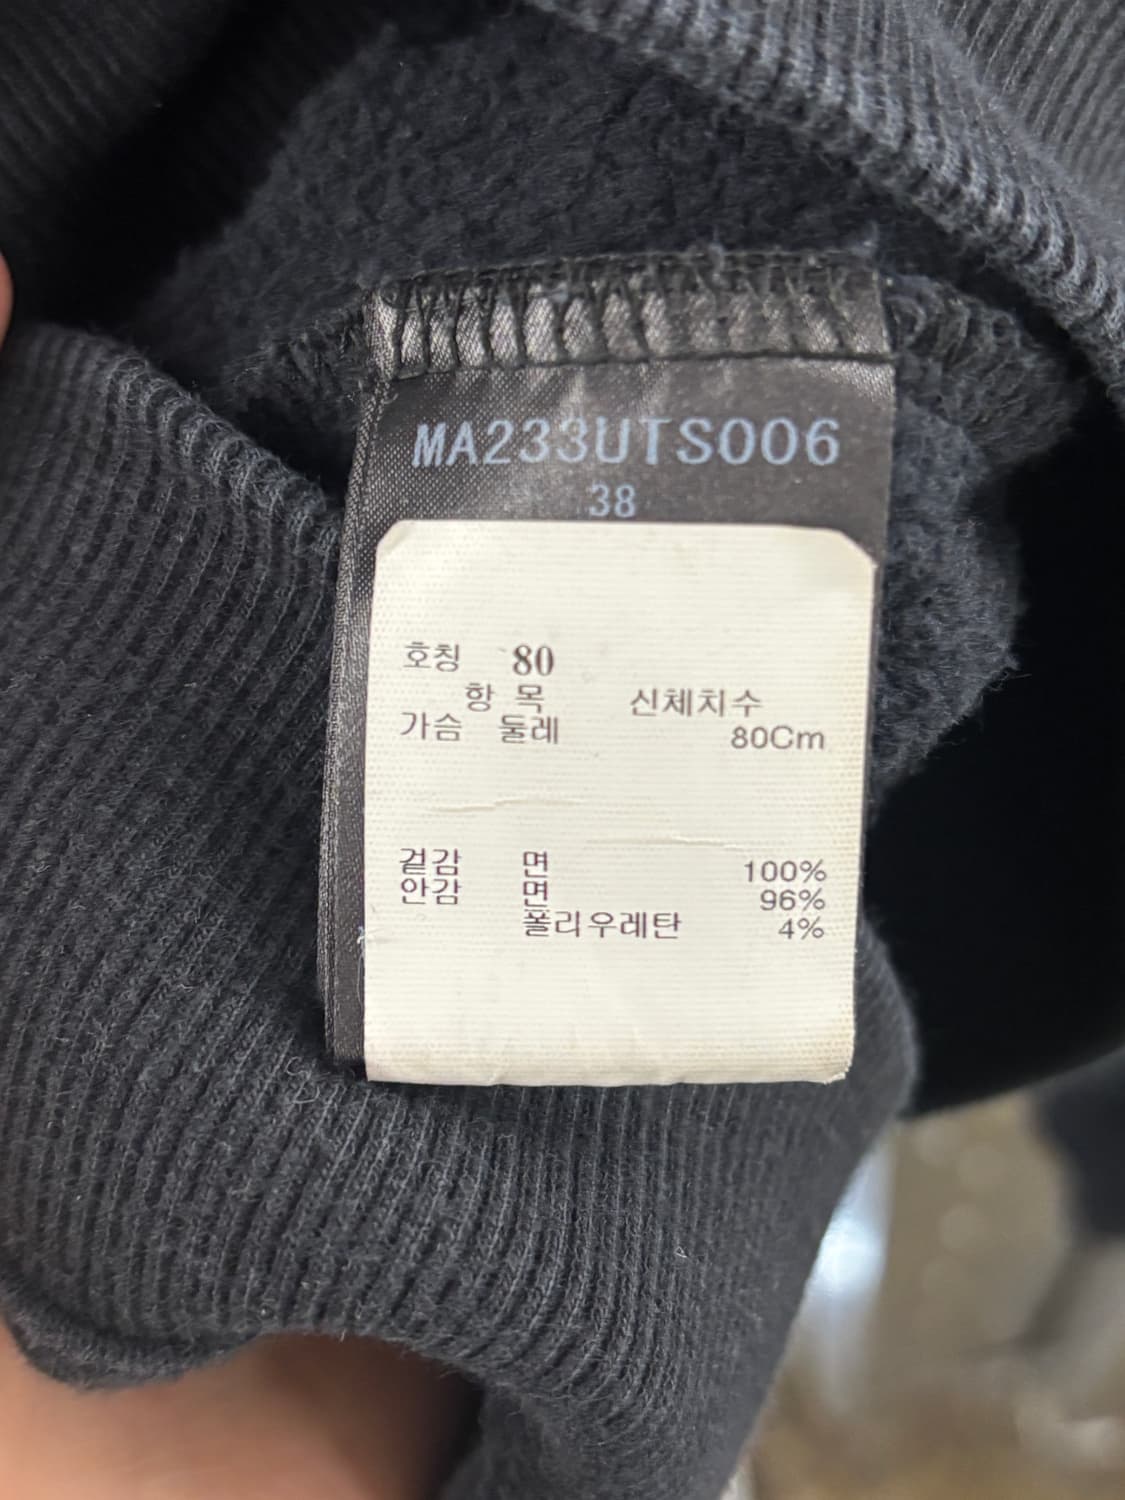 MA233UTS006
38
호칭 80
항 목 신체치수
가슴 둘레 80Cm
겉감 면 100%
안감 면 96%
폴리우레탄 4%